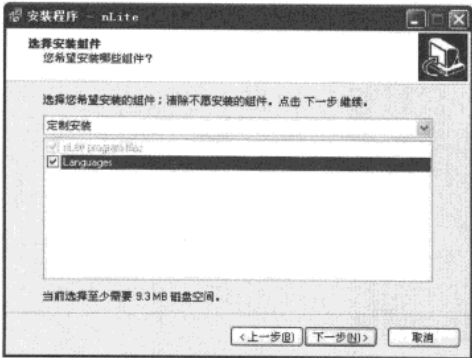 安装程序 - nLite
选择安装组件
您希望安装哪些组件？
选择您希望安装的组件；清除不愿安装的组件。点击 下一步 继续。
定制安装
nLite program files
Languages
当前选择至少需要 9.3 MB 磁盘空间。
<上一步(B) 下一步(N)> 取消